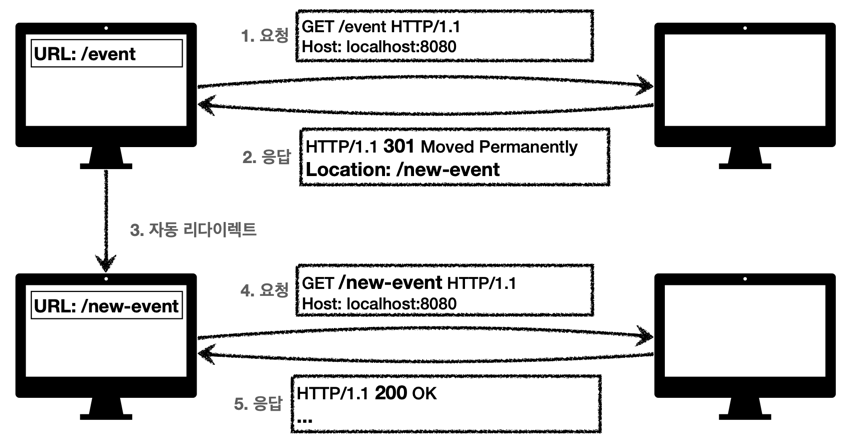 URL: /event
1. 요청
GET /event HTTP/1.1
Host: localhost:8080
2. 응답
HTTP/1.1 301 Moved Permanently
Location: /new-event
3. 자동 리다이렉트
URL: /new-event
4. 요청
GET /new-event HTTP/1.1
Host: localhost:8080
5. 응답
HTTP/1.1 200 OK
...